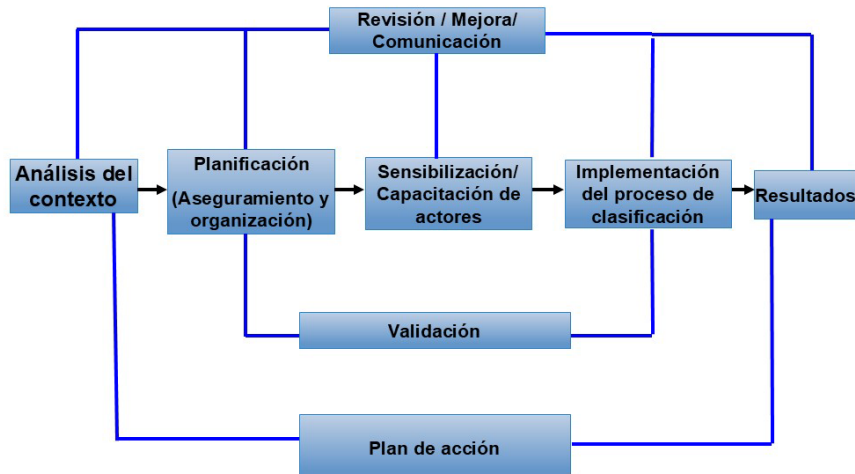 Revisión / Mejora/
Comunicación
Análisis del
contexto
Planificación
(Aseguramiento y
organización)
Sensibilización/
Capacitación de
actores
Implementación
del proceso de
clasificación
Resultados
Validación
Plan de acción